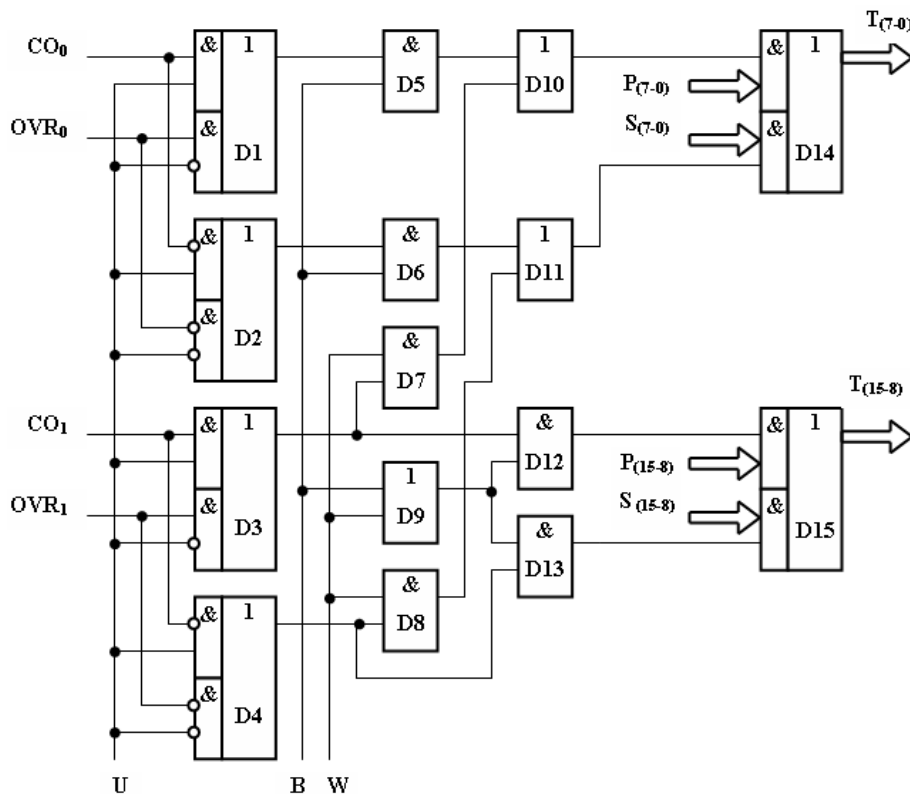 T(7-0)
CO0
& 1 & 1 & 1
D5 D10
P(7-0)
OVR0
& S(7-0) &
D1 D14
& 1 & 1
D6 D11
&
D2
&
D7
T(15-8)
CO1
& 1 & & 1
D12
P(15-8)
1
OVR1
& D9 S (15-8) &
D3 & D15
D13
&
& 1 D8
&
D4
U B W